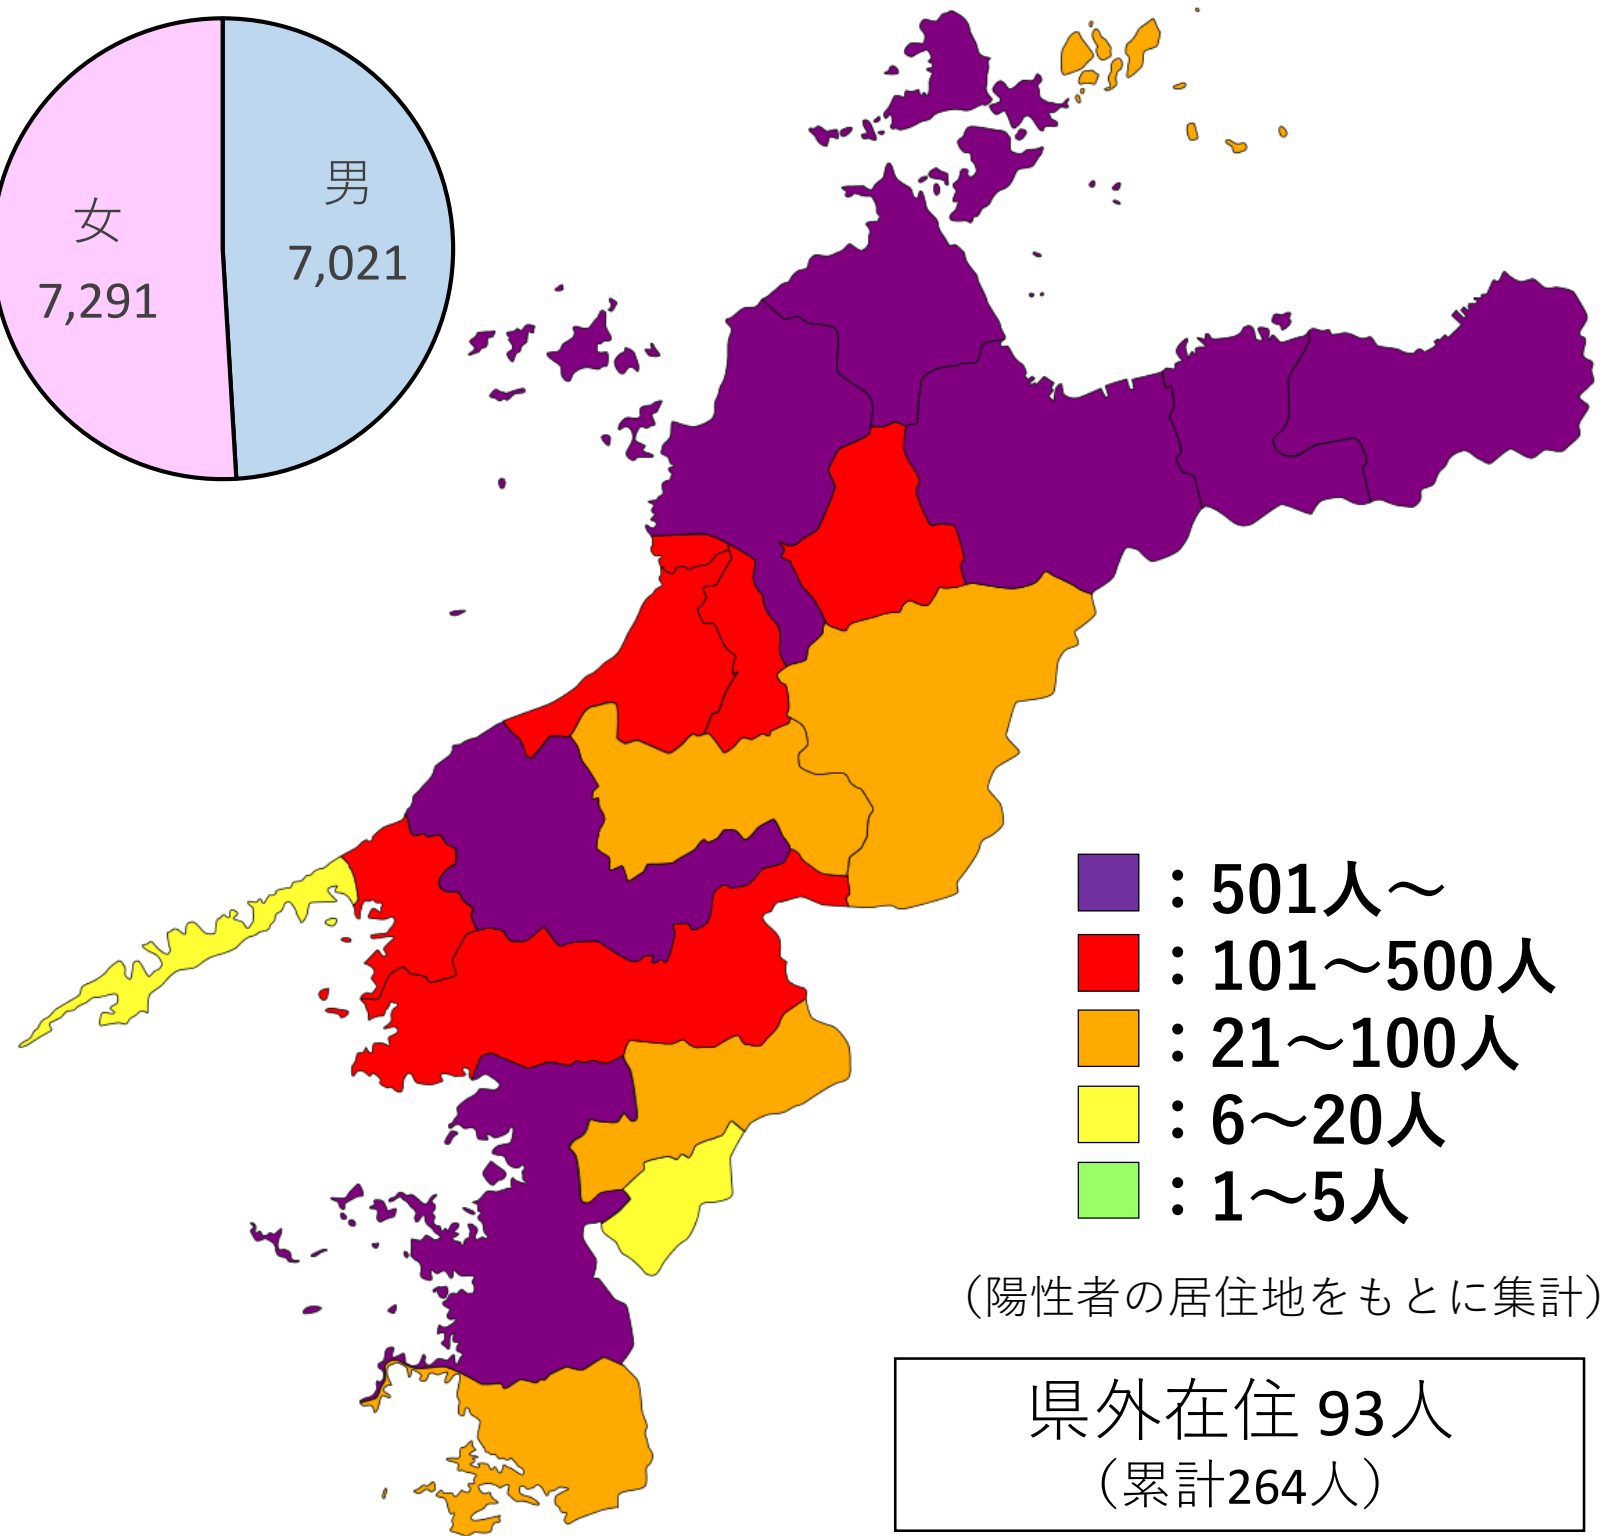 男
7,021
女
7,291
：501人～
：101～500人
：21～100人
：6～20人
：1～5人
（陽性者の居住地をもとに集計）
県外在住 93人
（累計264人）